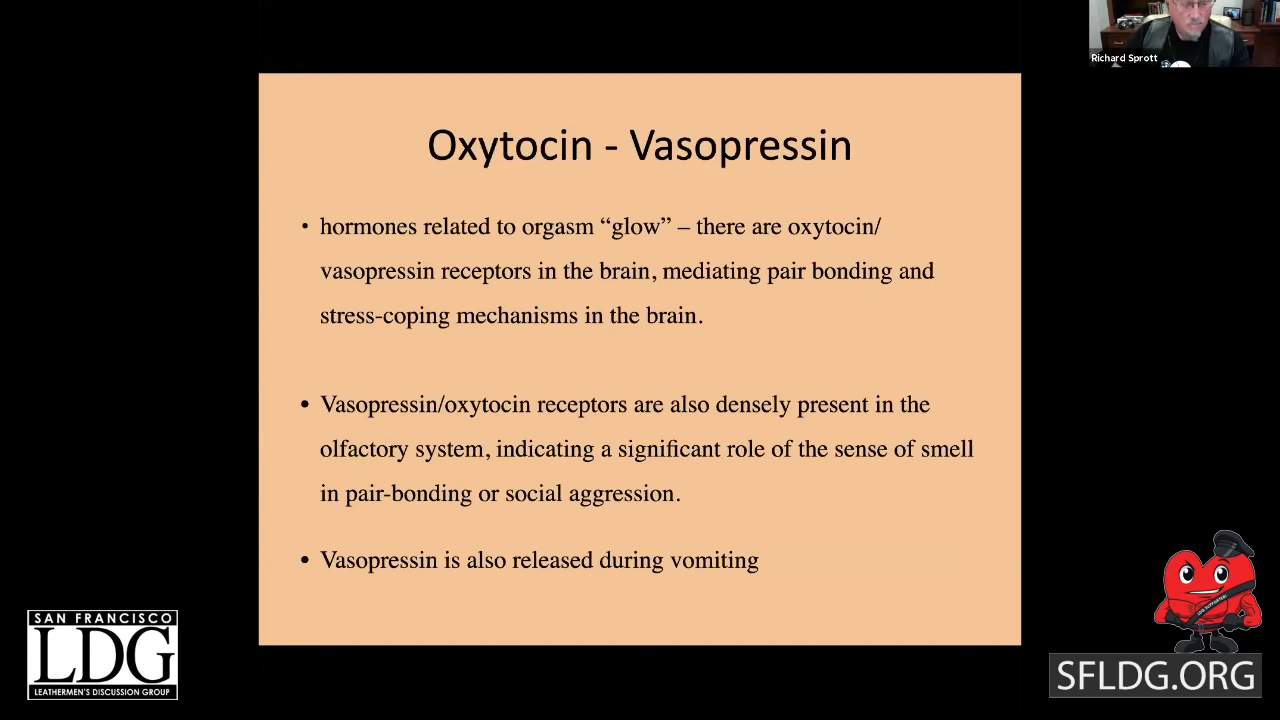 Richard Sprott
Oxytocin - Vasopressin
• hormones related to orgasm “glow” – there are oxytocin/
vasopressin receptors in the brain, mediating pair bonding and
stress-coping mechanisms in the brain.
• Vasopressin/oxytocin receptors are also densely present in the
olfactory system, indicating a significant role of the sense of smell
in pair-bonding or social aggression.
• Vasopressin is also released during vomiting
SAN FRANCISCO
LDG
LEATHERMEN'S DISCUSSION GROUP
LDG SUPPORTER!
SFLDG.ORG